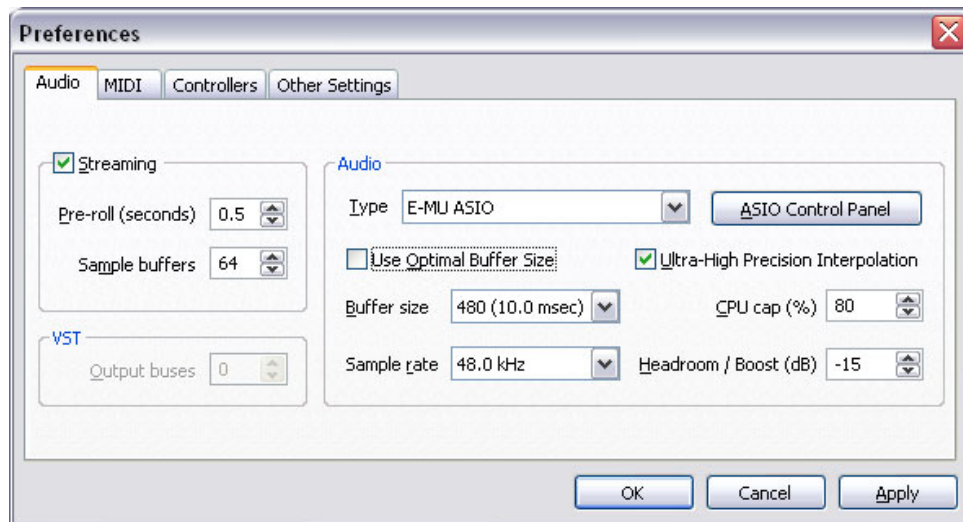 Preferences
Audio MIDI Controllers Other Settings
Streaming
Pre-roll (seconds) 0.5
Sample buffers 64
VST
Output buses 0
Audio
Type E-MU ASIO ASIO Control Panel
Use Optimal Buffer Size Ultra-High Precision Interpolation
Buffer size 480 (10.0 msec) CPU cap (%) 80
Sample rate 48.0 kHz Headroom / Boost (dB) -15
OK Cancel Apply